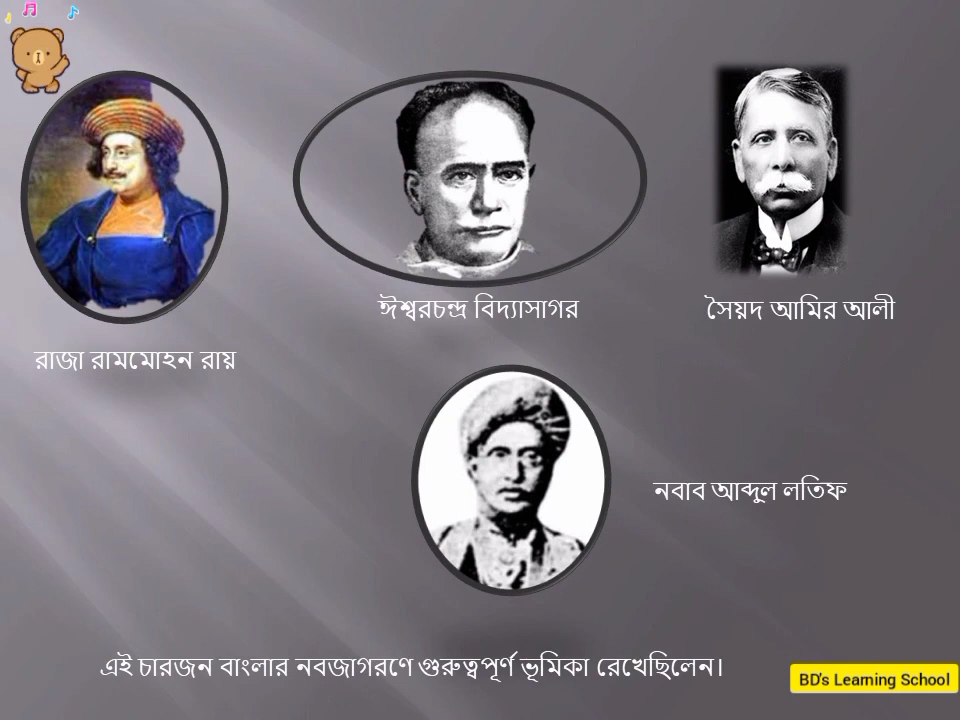 ঈশ্বরচন্দ্র বিদ্যাসাগর
সৈয়দ আমির আলী
রাজা রামমোহন রায়
নবাব আব্দুল লতিফ
এই চারজন বাংলার নবজাগরণে গুরুত্বপূর্ণ ভূমিকা রেখেছিলেন।
BD's Learning School